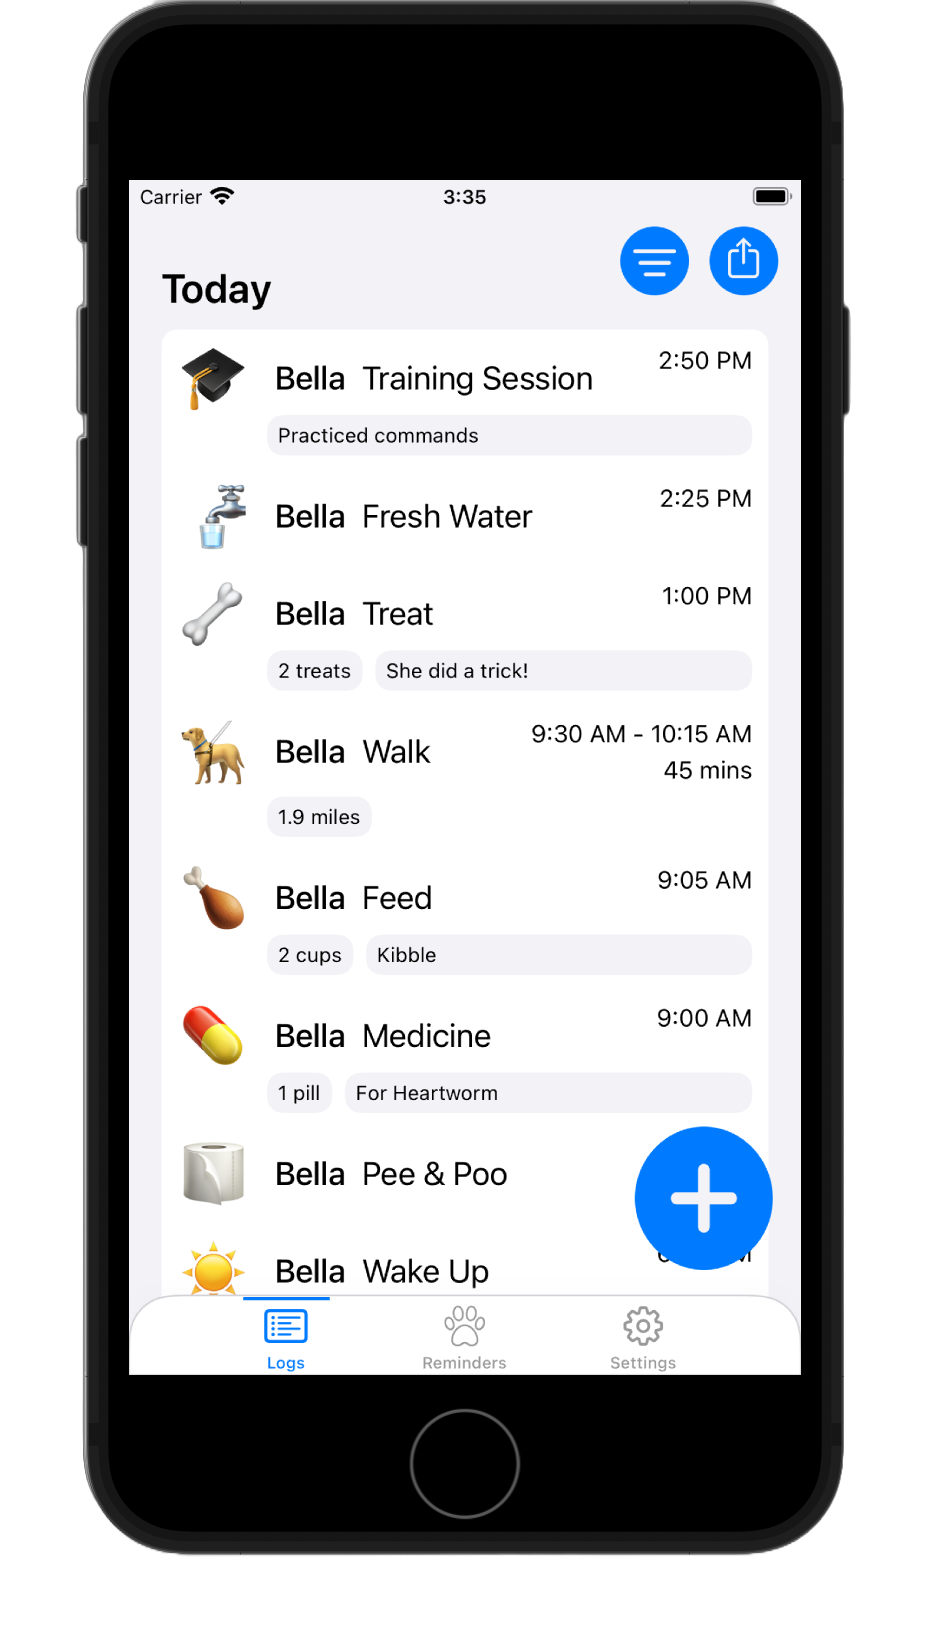 Carrier 3:35
Today
Bella Training Session 2:50 PM
Practiced commands
Bella Fresh Water 2:25 PM
Bella Treat 1:00 PM
2 treats She did a trick!
Bella Walk 9:30 AM - 10:15 AM
45 mins
1.9 miles
Bella Feed 9:05 AM
2 cups Kibble
Bella Medicine 9:00 AM
1 pill For Heartworm
Bella Pee & Poo
Bella Wake Up
Logs Reminders Settings